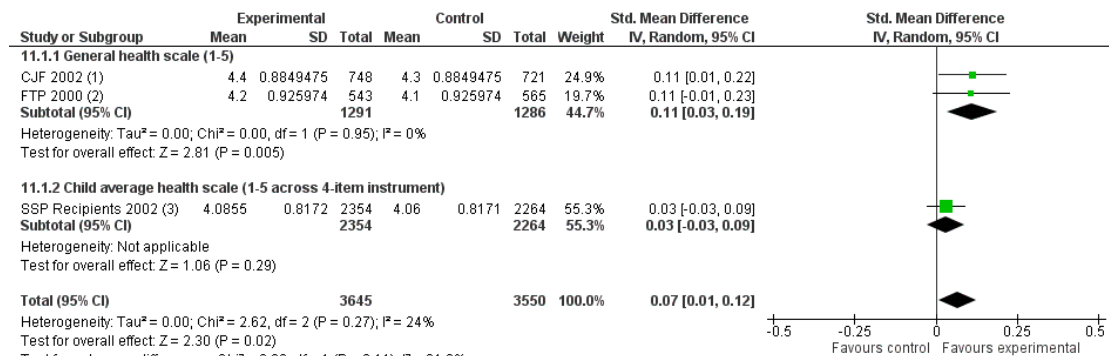 Experimental Control Std. Mean Difference Std. Mean Difference
Study or Subgroup Mean SD Total Mean SD Total Weight IV, Random, 95% CI IV, Random, 95% CI
11.1.1 General health scale (1-5)
CJF 2002 (1) 4.4 0.8849475 748 4.3 0.8849475 721 24.9% 0.11 [0.01, 0.22]
FTP 2000 (2) 4.2 0.925974 543 4.1 0.925974 565 19.7% 0.11 [-0.01, 0.23]
Subtotal (95% CI) 1291 1286 44.7% 0.11 [0.03, 0.19]
Heterogeneity: Tau² = 0.00; Chi² = 0.00, df = 1 (P = 0.95); I² = 0%
Test for overall effect: Z = 2.81 (P = 0.005)
11.1.2 Child average health scale (1-5 across 4-item instrument)
SSP Recipients 2002 (3) 4.0855 0.8172 2354 4.06 0.8171 2264 55.3% 0.03 [-0.03, 0.09]
Subtotal (95% CI) 2354 2264 55.3% 0.03 [-0.03, 0.09]
Heterogeneity: Not applicable
Test for overall effect: Z = 1.06 (P = 0.29)
Total (95% CI) 3645 3550 100.0% 0.07 [0.01, 0.12]
Heterogeneity: Tau² = 0.00; Chi² = 2.62, df = 2 (P = 0.27); I² = 24%
Test for overall effect: Z = 2.30 (P = 0.02)
-0.5 -0.25 0 0.25 0.5
Favours control Favours experimental